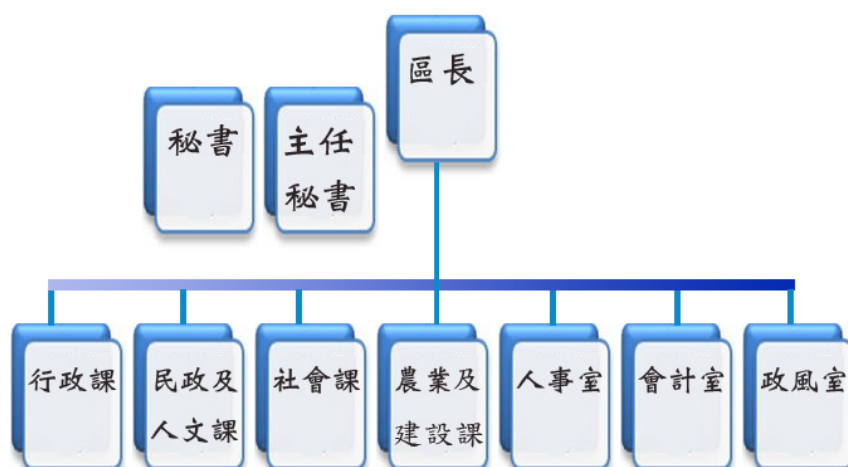 區長
秘書
主任
秘書
行政課
民政及
人文課
社會課
農業及
建設課
人事室
會計室
政風室